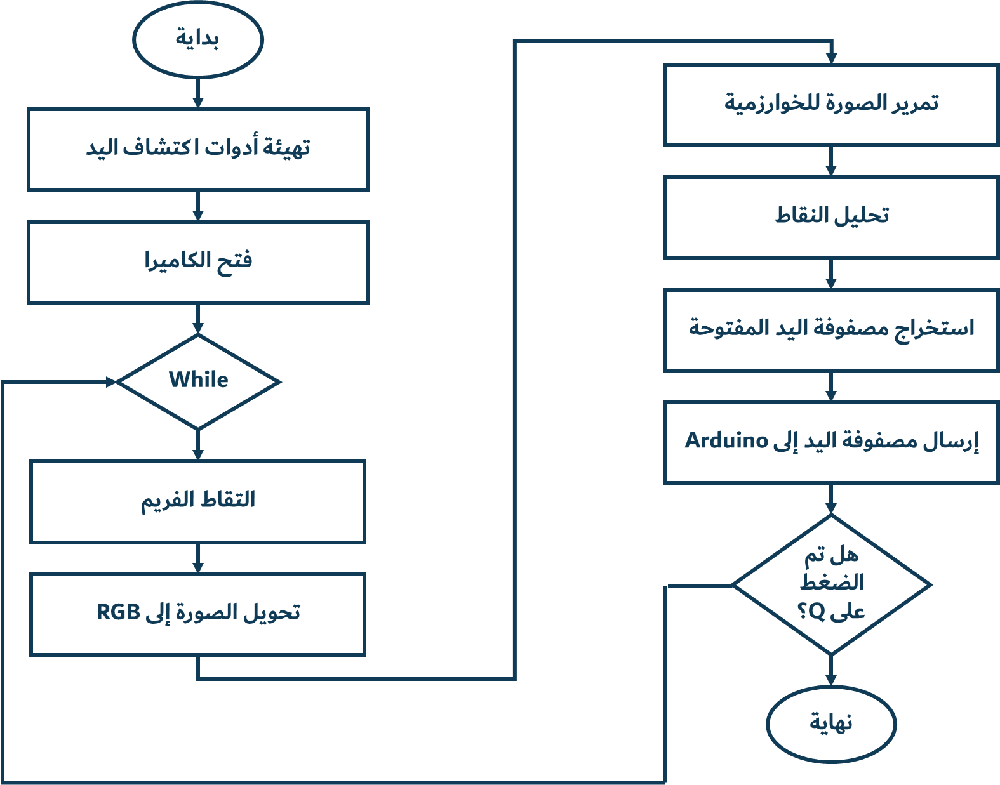 بداية
تهيئة أدوات اكتشاف اليد
فتح الكاميرا
While
التقاط الفريم
تحويل الصورة إلى RGB
تمرير الصورة للخوارزمية
تحليل النقاط
استخراج مصفوفة اليد المفتوحة
إرسال مصفوفة اليد إلى Arduino
هل تم
الضغط
على Q؟
نهاية